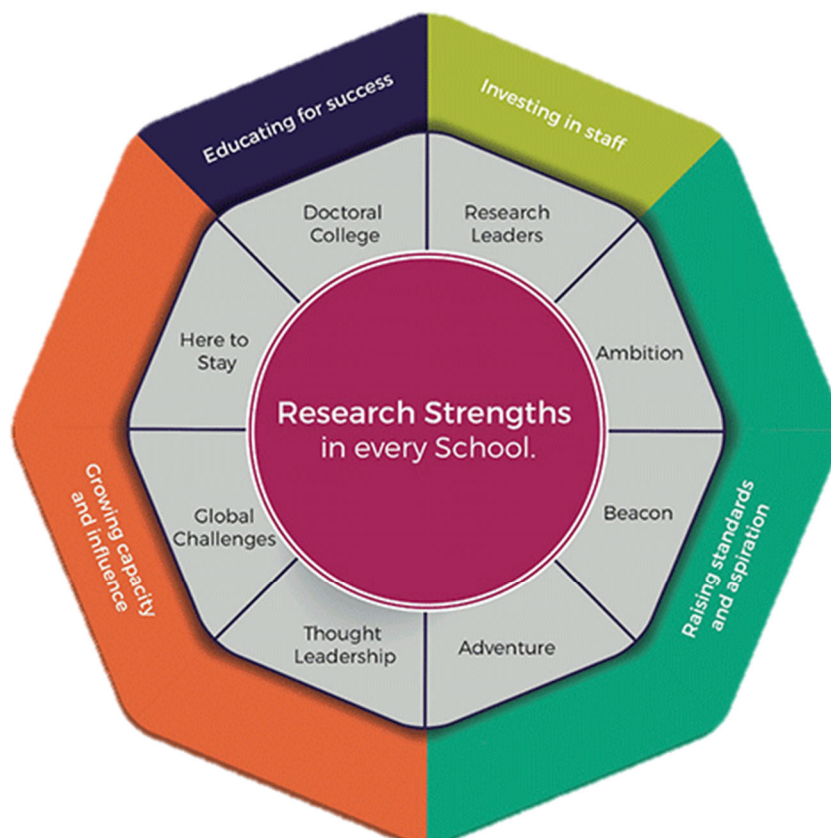 Educating for success
Investing in staff
Doctoral
College
Research
Leaders
Here to
Stay
Ambition
Research Strengths
in every School.
Global
Challenges
Beacon
Growing capacity
and influence
Raising standards
and aspiration
Thought
Leadership
Adventure